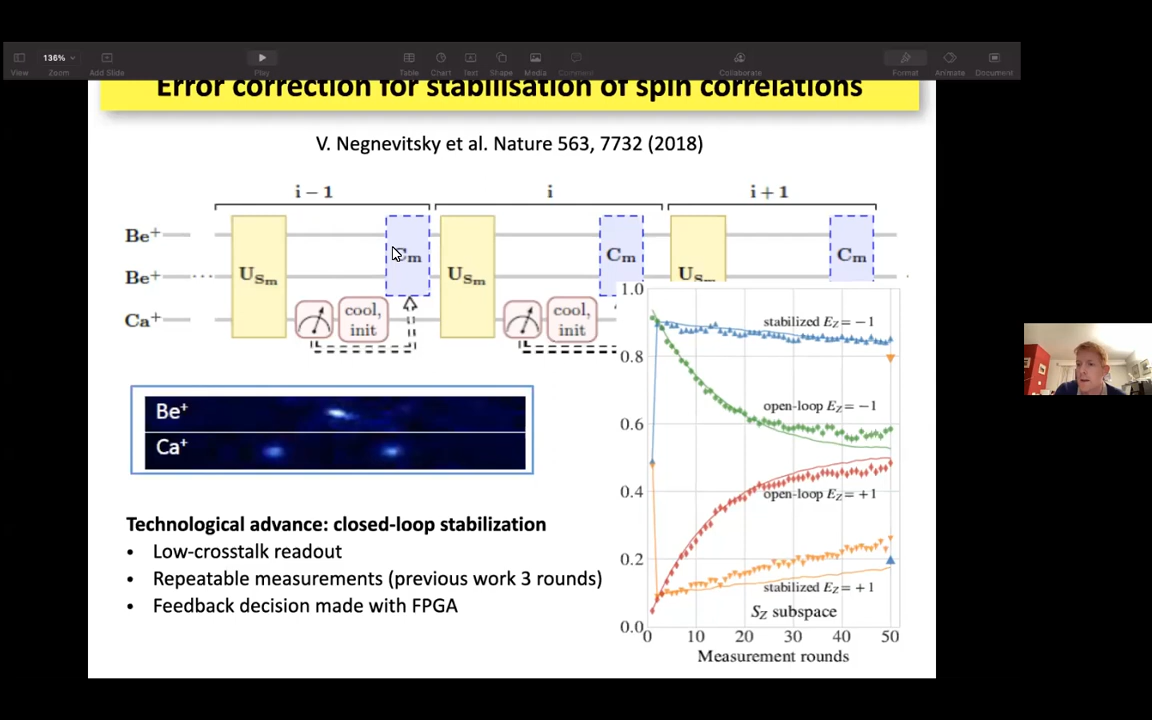 136%
View
Zoom
Add Slide
Play
Table
Chart
Text
Shape
Media
Comment
Collaborate
Format
Animate
Document
Error correction for stabilisation of spin correlations
V. Negnevitsky et al. Nature 563, 7732 (2018)
i − 1
i
i + 1
Be⁺
Be⁺
Ca⁺
...
U_{S_m}
cool,
init
C_m
U_{S_m}
cool,
init
C_m
U_S
C_m
Be⁺
Ca⁺
Technological advance: closed-loop stabilization
• Low-crosstalk readout
• Repeatable measurements (previous work 3 rounds)
• Feedback decision made with FPGA
1.0
0.8
0.6
0.4
0.2
0.0
stabilized E_Z = −1
open-loop E_Z = −1
open-loop E_Z = +1
stabilized E_Z = +1
S_Z subspace
0 10 20 30 40 50
Measurement rounds